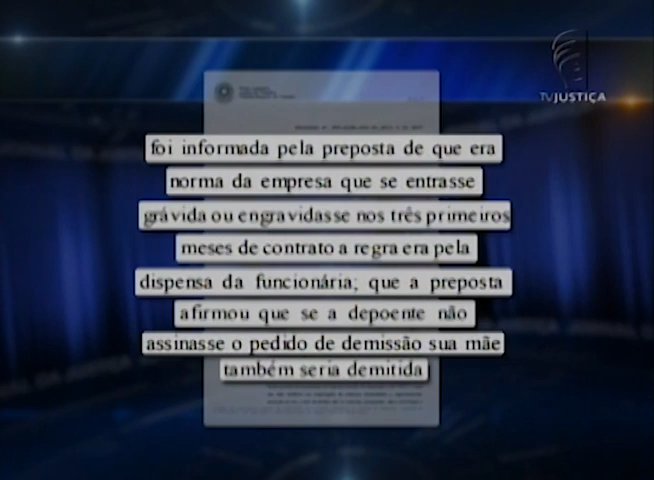 TVJUSTIÇA
foi informada pela preposta de que era
norma da empresa que se entrasse
grávida ou engravidasse nos três primeiros
meses de contrato a regra era pela
dispensa da funcionária; que a preposta
afirmou que se a depoente não
assinasse o pedido de demissão sua mãe
também seria demitida